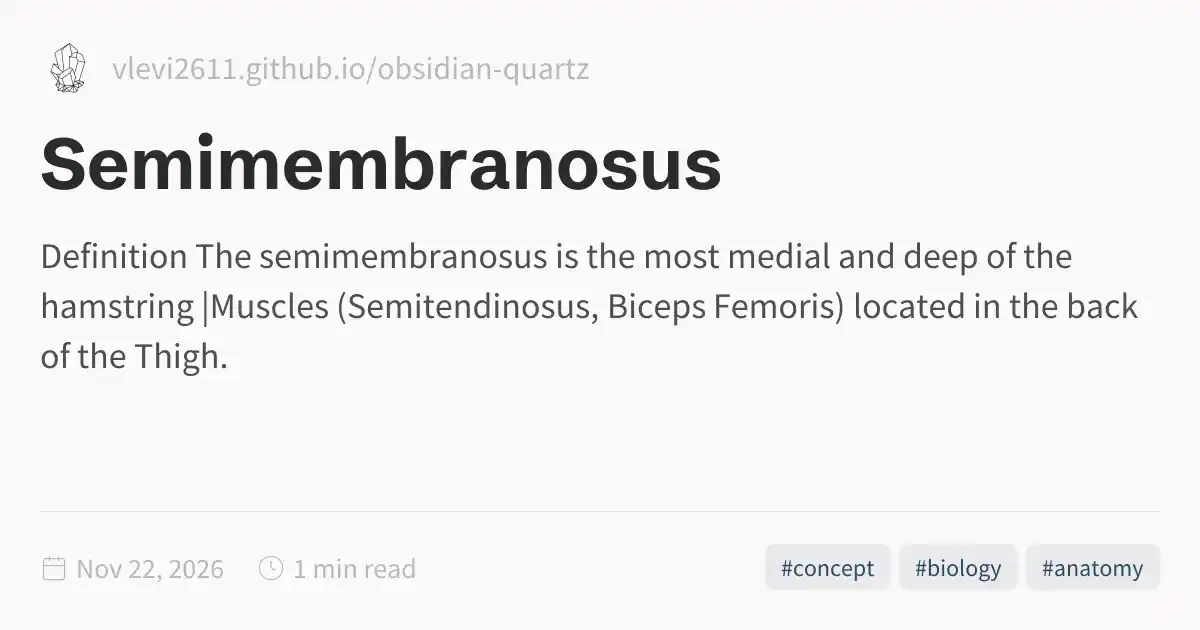 vlevi2611.github.io/obsidian-quartz
Semimembranosus
Definition The semimembranosus is the most medial and deep of the
hamstring |Muscles (Semitendinosus, Biceps Femoris) located in the back
of the Thigh.
Nov 22, 2026 1 min read #concept #biology #anatomy